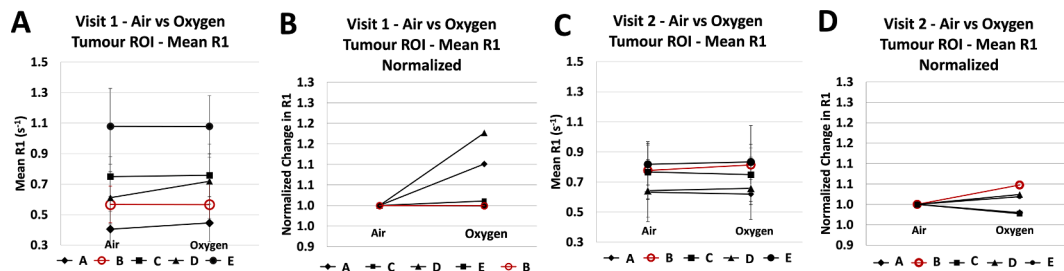 A
Visit 1 - Air vs Oxygen
Tumour ROI - Mean R1
Mean R1 (s⁻¹)
1.5
1.3
1.1
0.9
0.7
0.5
0.3
Air
Oxygen
A B C D E
B
Visit 1 - Air vs Oxygen
Tumour ROI - Mean R1
Normalized
Normalized Change in R1
1.3
1.2
1.2
1.1
1.1
1.0
1.0
0.9
Air
Oxygen
A C D E B
C
Visit 2 - Air vs Oxygen
Tumour ROI - Mean R1
Mean R1 (s⁻¹)
1.5
1.3
1.1
0.9
0.7
0.5
0.3
Air
Oxygen
A B C D E
D
Visit 2 - Air vs Oxygen
Tumour ROI - Mean R1
Normalized
Normalized Change in R1
1.3
1.2
1.2
1.1
1.1
1.0
1.0
0.9
Air
Oxygen
A B C D E